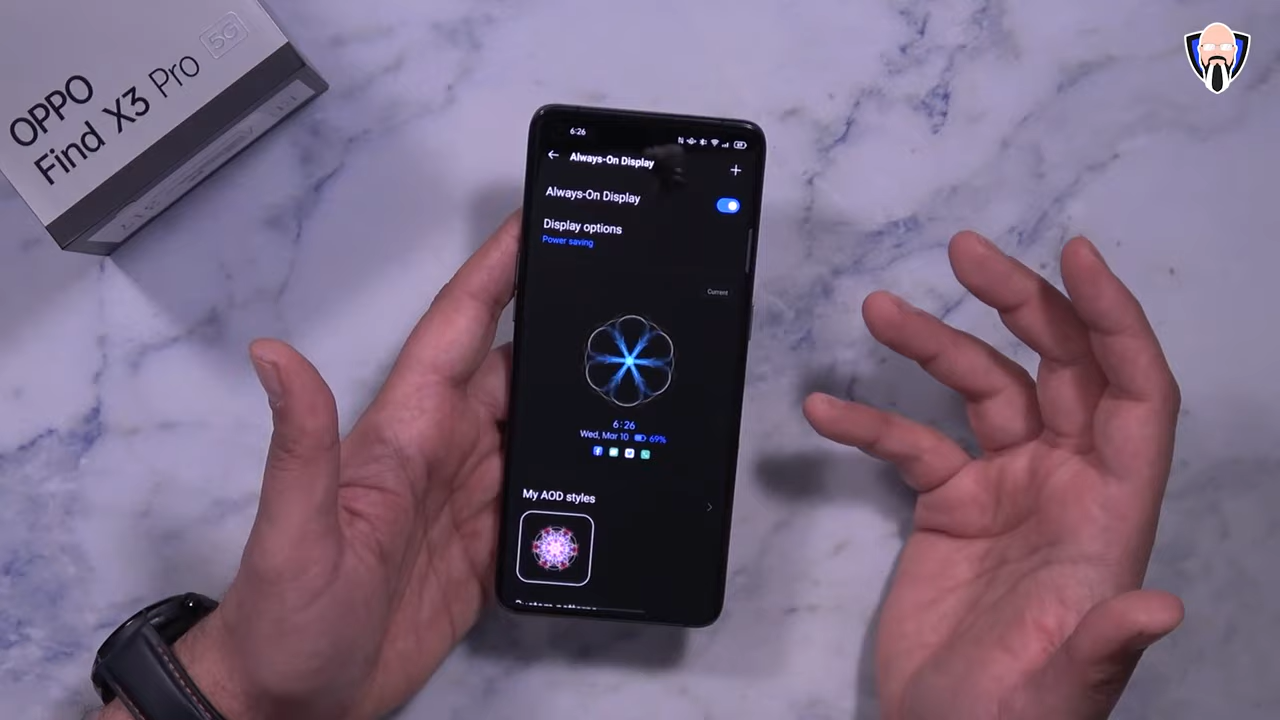 OPPO
Find X3 Pro 5G
6:26
Always-On Display
Always-On Display
Display options
Power saving
Current
6:26
Wed, Mar 10 69%
My AOD styles